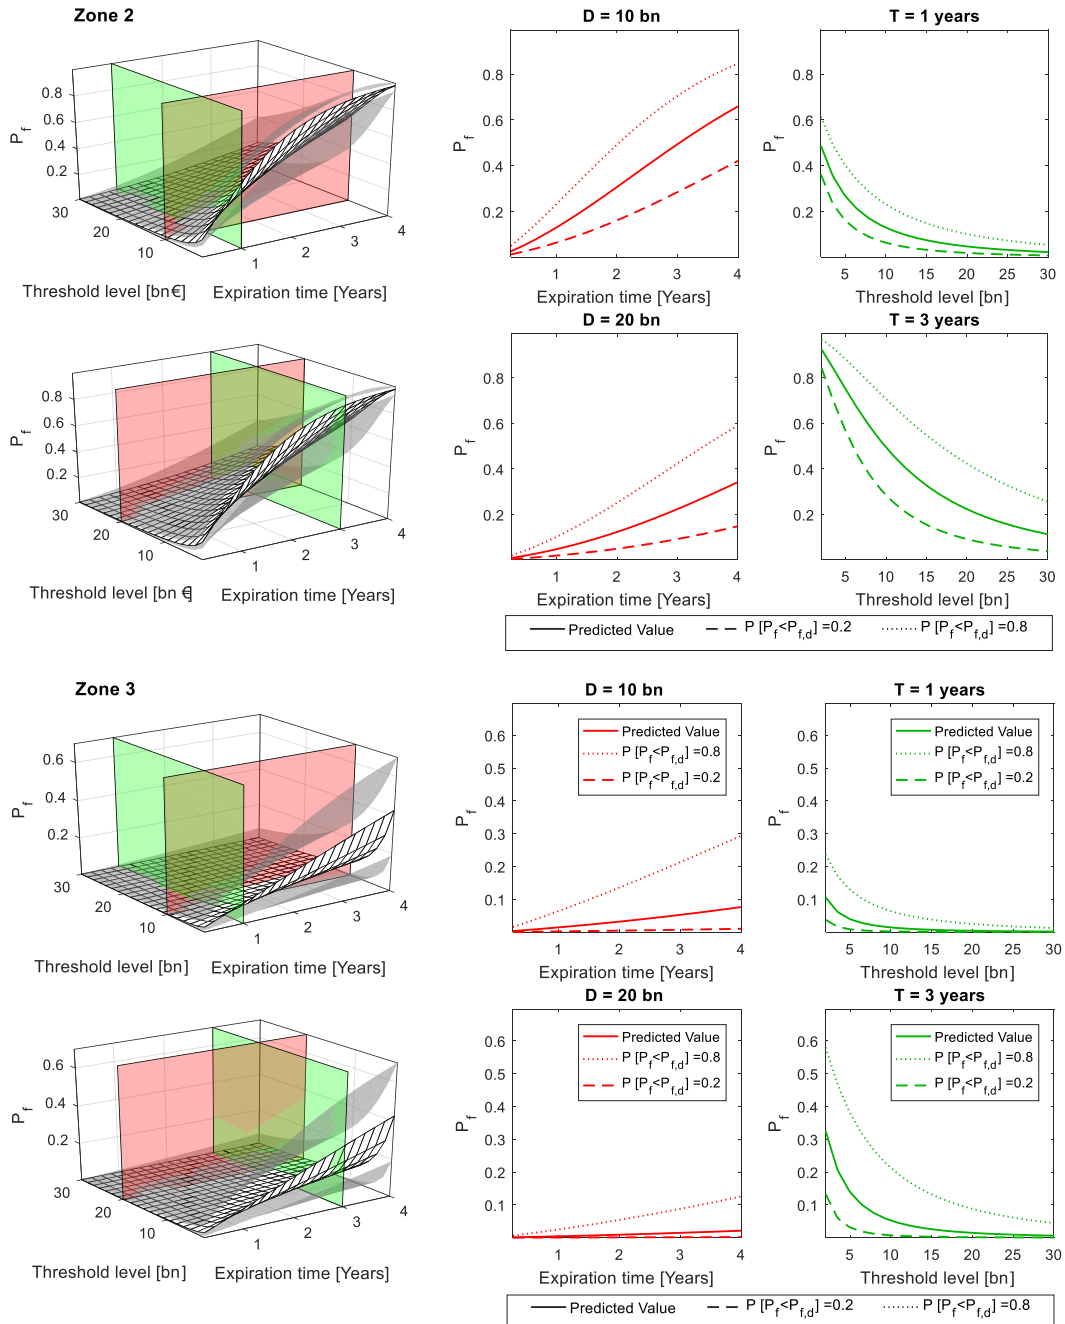 Zone 2
D = 10 bn
T = 1 years
P_f
0.8
0.6
0.4
0.2
30
20
10
1
2
3
4
Threshold level [bn€]
Expiration time [Years]
P_f
0.8
0.6
0.4
0.2
1
2
3
4
Expiration time [Years]
P_f
0.8
0.6
0.4
0.2
5
10
15
20
25
30
Threshold level [bn]
D = 20 bn
T = 3 years
P_f
0.8
0.6
0.4
0.2
30
20
10
1
2
3
4
Threshold level [bn €]
Expiration time [Years]
P_f
0.8
0.6
0.4
0.2
1
2
3
4
Expiration time [Years]
P_f
0.8
0.6
0.4
0.2
5
10
15
20
25
30
Threshold level [bn]
Predicted Value
P [P_f<P_f,d] =0.2
P [P_f<P_f,d] =0.8
Zone 3
D = 10 bn
T = 1 years
P_f
0.6
0.4
0.2
30
20
10
1
2
3
4
Threshold level [bn]
Expiration time [Years]
P_f
0.6
0.5
0.4
0.3
0.2
0.1
1
2
3
4
Expiration time [Years]
Predicted Value
P [P_f<P_f,d] =0.8
P [P_f<P_f,d] =0.2
P_f
0.6
0.5
0.4
0.3
0.2
0.1
5
10
15
20
25
30
Threshold level [bn]
Predicted Value
P [P_f<P_f,d] =0.8
P [P_f<P_f,d] =0.2
D = 20 bn
T = 3 years
P_f
0.6
0.4
0.2
30
20
10
1
2
3
4
Threshold level [bn]
Expiration time [Years]
P_f
0.6
0.5
0.4
0.3
0.2
0.1
1
2
3
4
Expiration time [Years]
Predicted Value
P [P_f<P_f,d] =0.8
P [P_f<P_f,d] =0.2
P_f
0.6
0.5
0.4
0.3
0.2
0.1
5
10
15
20
25
30
Threshold level [bn]
Predicted Value
P [P_f<P_f,d] =0.8
P [P_f<P_f,d] =0.2
Predicted Value
P [P_f<P_f,d] =0.2
P [P_f<P_f,d] =0.8